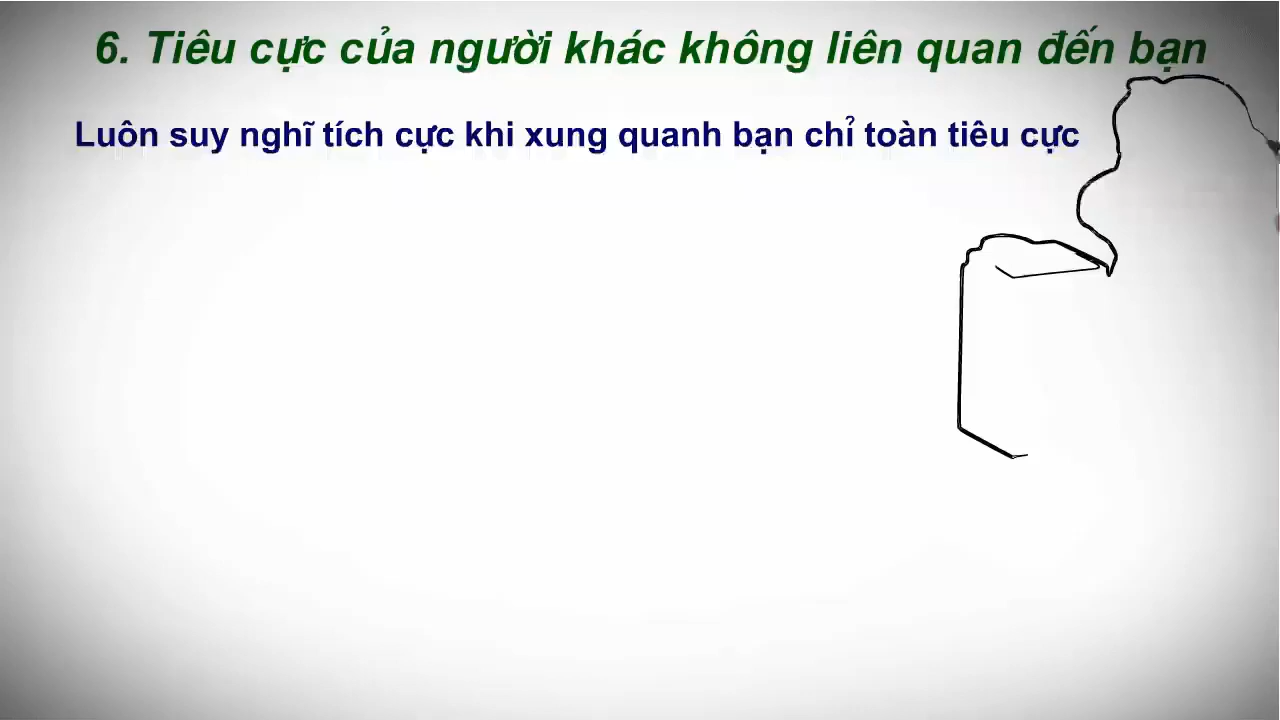 6. Tiêu cực của người khác không liên quan đến bạn
Luôn suy nghĩ tích cực khi xung quanh bạn chỉ toàn tiêu cực